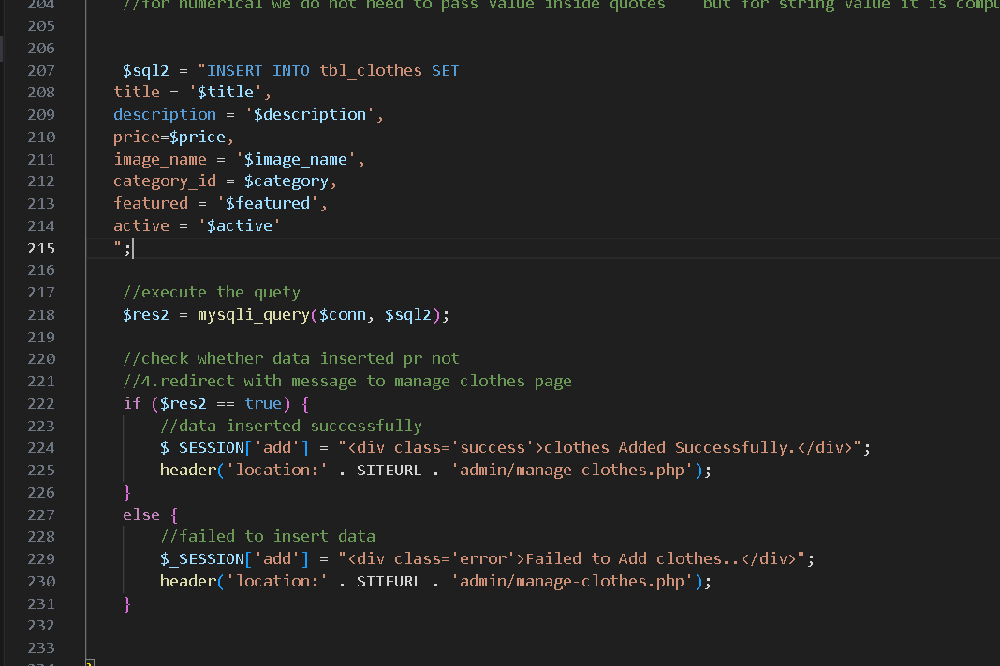 204 //for numerical we do not need to pass value inside quotes but for string value it is
205
206
207 $sql2 = "INSERT INTO tbl_clothes SET
208 title = '$title',
209 description = '$description',
210 price=$price,
211 image_name = '$image_name',
212 category_id = $category,
213 featured = '$featured',
214 active = '$active'
215 ";
216
217 //execute the quety
218 $res2 = mysqli_query($conn, $sql2);
219
220 //check whether data inserted pr not
221 //4.redirect with message to manage clothes page
222 if ($res2 == true) {
223 //data inserted successfully
224 $_SESSION['add'] = "<div class='success'>clothes Added Successfully.</div>";
225 header('location:' . SITEURL . 'admin/manage-clothes.php');
226 }
227 else {
228 //failed to insert data
229 $_SESSION['add'] = "<div class='error'>Failed to Add clothes..</div>";
230 header('location:' . SITEURL . 'admin/manage-clothes.php');
231 }
232
233